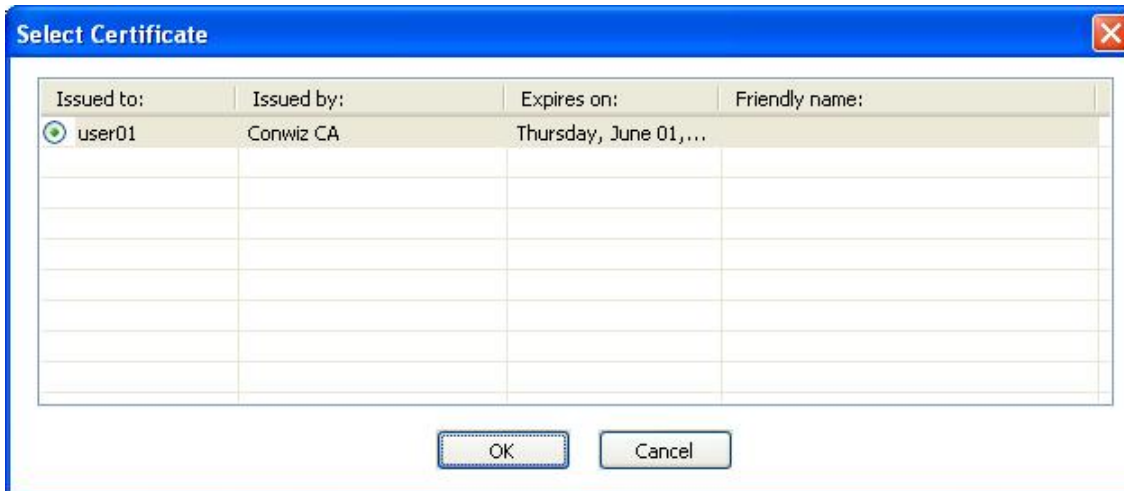 Select Certificate
Issued to: Issued by: Expires on: Friendly name:
user01 Conwiz CA Thursday, June 01,...
OK Cancel